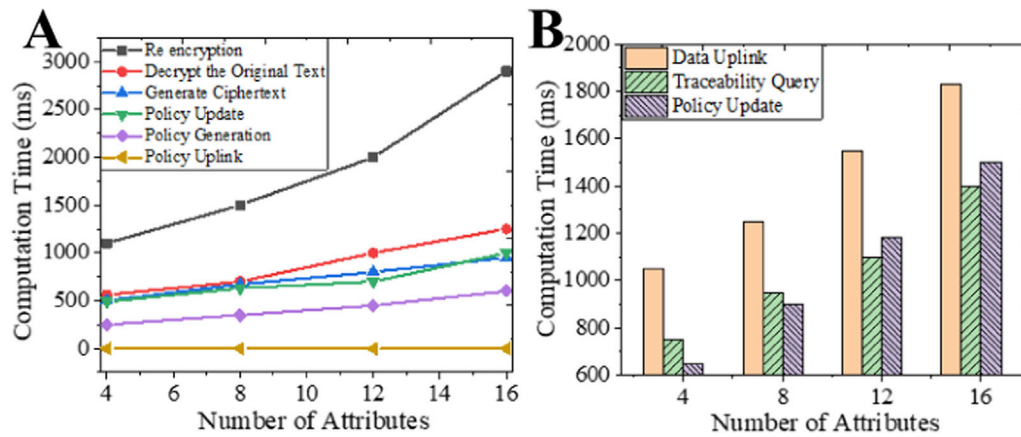 A
3000
2500
2000
1500
1000
500
0
Computation Time (ms)
Re encryption
Decrypt the Original Text
Generate Ciphertext
Policy Update
Policy Generation
Policy Uplink
4 6 8 10 12 14 16
Number of Attributes
B
2000
1800
1600
1400
1200
1000
800
600
Computation Time (ms)
Data Uplink
Traceability Query
Policy Update
4 8 12 16
Number of Attributes